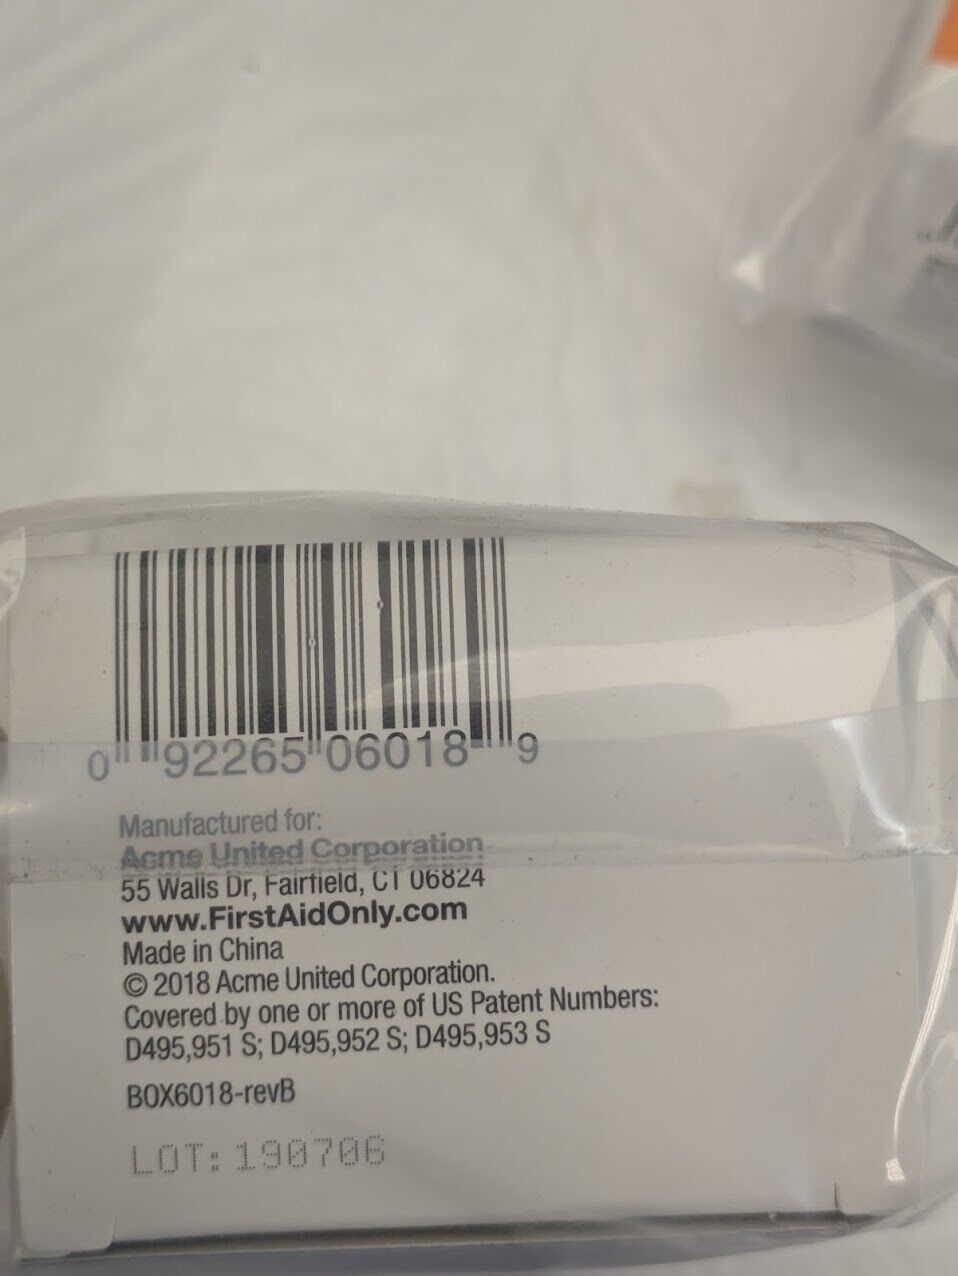 0 92265 06018 9
Manufactured for:
Acme United Corporation
55 Walls Dr, Fairfield, CT 06824
www.FirstAidOnly.com
Made in China
© 2018 Acme United Corporation.
Covered by one or more of US Patent Numbers:
D495,951 S; D495,952 S; D495,953 S
BOX6018-revB
LOT: 190706